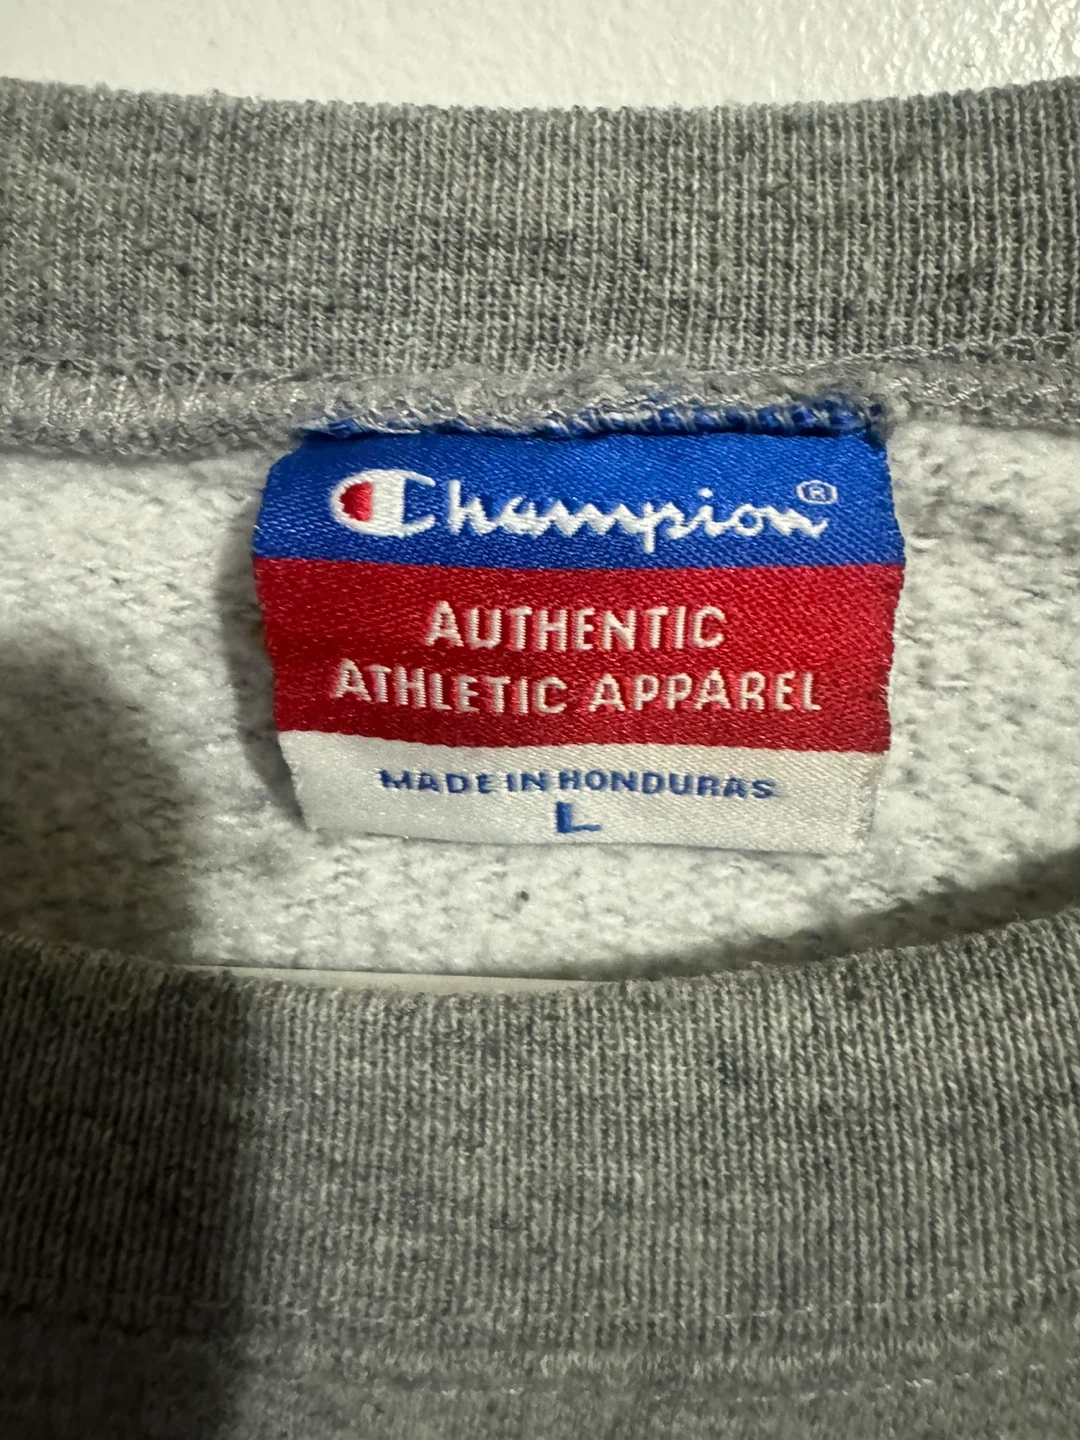 Champion®
AUTHENTIC
ATHLETIC APPAREL
MADE IN HONDURAS
L